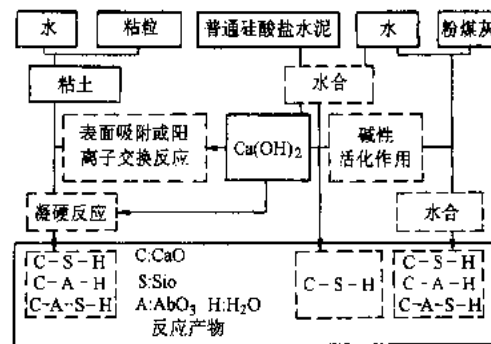 水 粘粒 普通硅酸盐水泥 水 粉煤灰
粘土 水合
表面吸附或阳
离子交换反应
Ca(OH)₂
碱性
活化作用
凝硬反应 水合
C-S-H
C-A-H
C-A-S-H
C:CaO
S:Sio
A:AbO₃ H:H₂O
反应产物
C-S-H
C-S-H
C-A-H
C-A-S-H